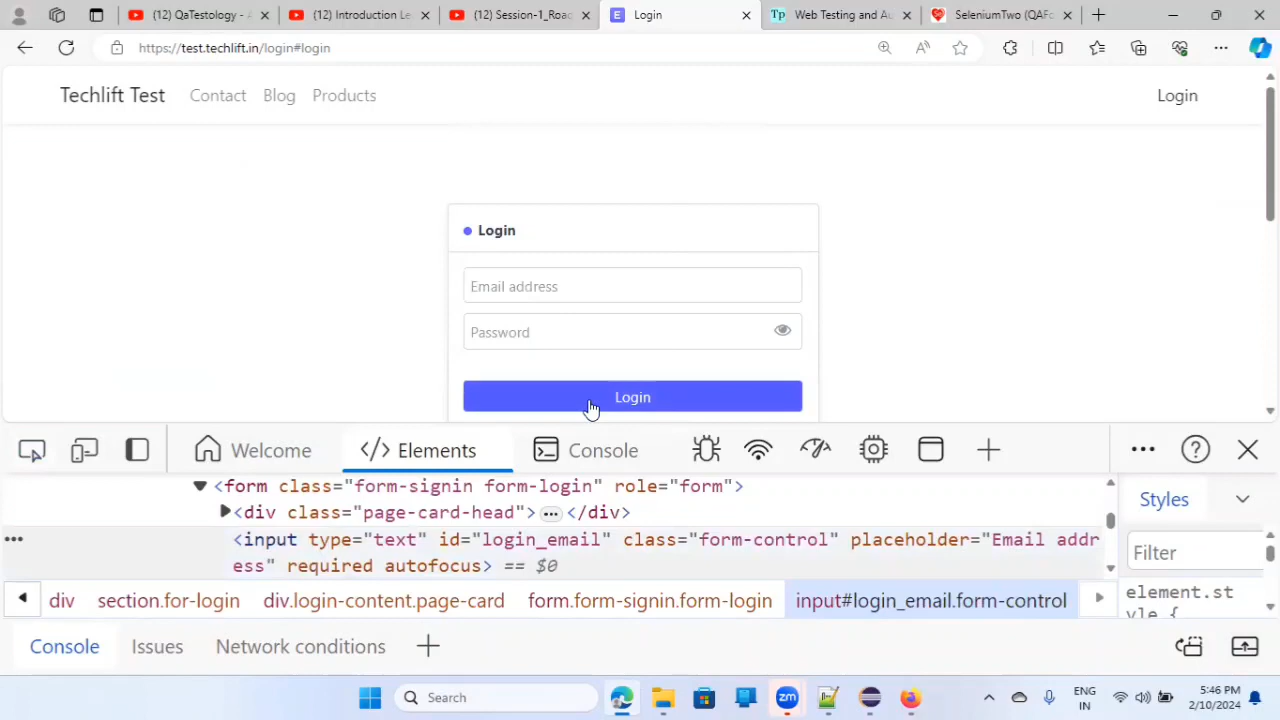 (12) QaTestology - 
(12) Introduction Le
(12) Session-1_Roac
Login
Web Testing and Au
SeleniumTwo (QAFo
https://test.techlift.in/login#login
Techlift Test
Contact
Blog
Products
Login
Login
Email address
Password
Login
Welcome
</> Elements
Console
<form class="form-signin form-login" role="form">
<div class="page-card-head"> ••• </div>
••• <input type="text" id="login_email" class="form-control" placeholder="Email addr
ess" required autofocus> == $0
Styles
Filter
element.st
yle {
div
section.for-login
div.login-content.page-card
form.form-signin.form-login
input#login_email.form-control
Console
Issues
Network conditions
Search
zm
ENG
IN
5:46 PM
2/10/2024